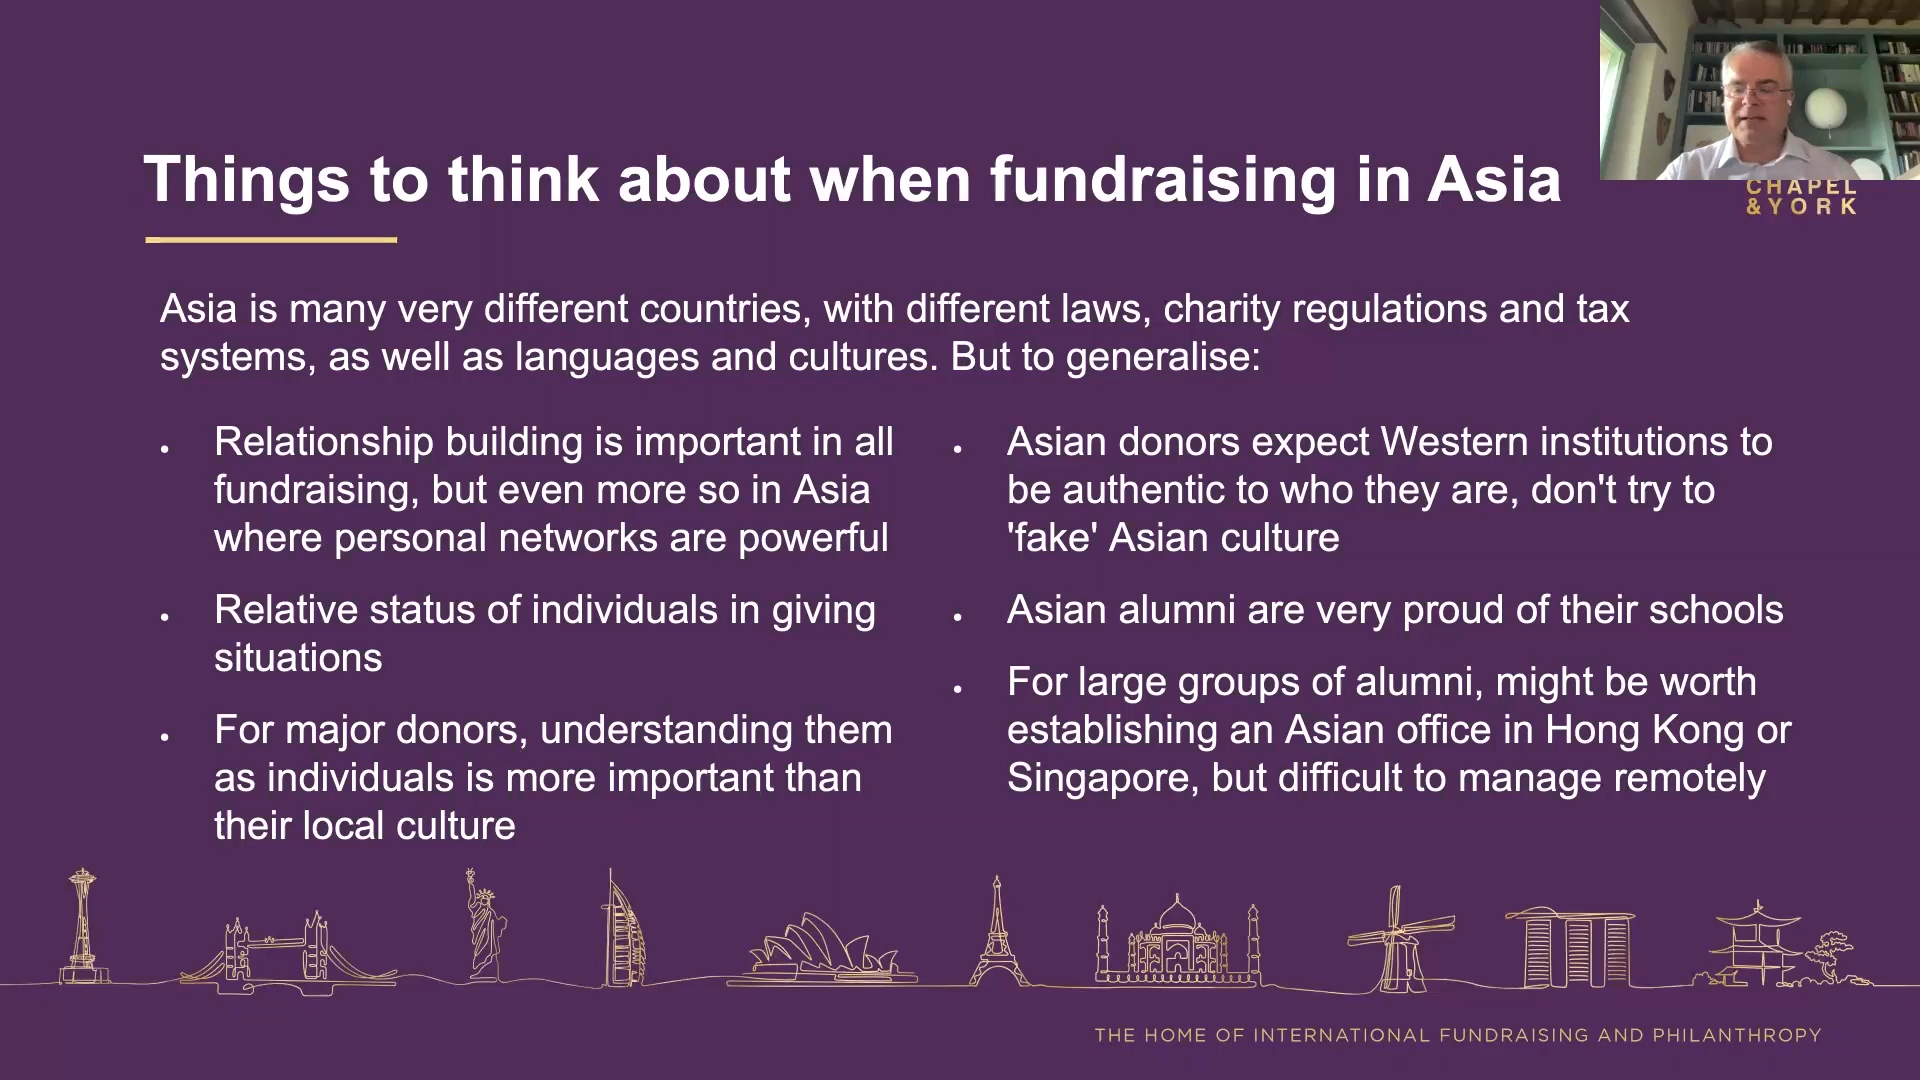 Things to think about when fundraising in Asia
CHAPEL
&YORK
Asia is many very different countries, with different laws, charity regulations and tax
systems, as well as languages and cultures. But to generalise:
• Relationship building is important in all
fundraising, but even more so in Asia
where personal networks are powerful
• Relative status of individuals in giving
situations
• For major donors, understanding them
as individuals is more important than
their local culture
• Asian donors expect Western institutions to
be authentic to who they are, don't try to
'fake' Asian culture
• Asian alumni are very proud of their schools
• For large groups of alumni, might be worth
establishing an Asian office in Hong Kong or
Singapore, but difficult to manage remotely
THE HOME OF INTERNATIONAL FUNDRAISING AND PHILANTHROPY